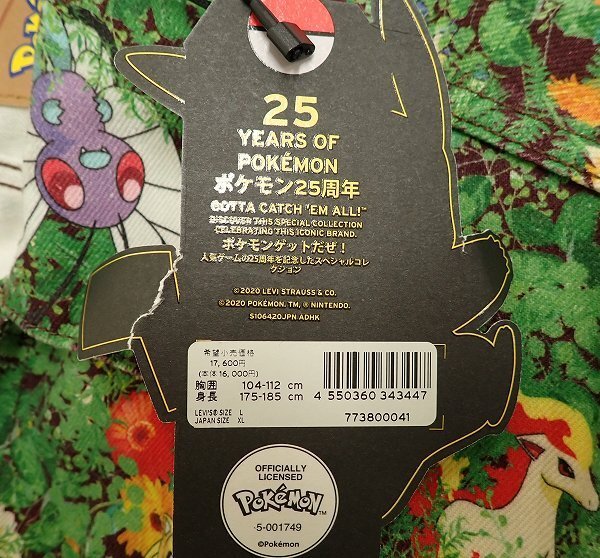 25
YEARS OF
POKÉMON
ポケモン25周年
GOTTA CATCH 'EM ALL!™
DISCOVER THIS SPECIAL COLLECTION
CELEBRATING THIS ICONIC BRAND.
ポケモンゲットだぜ！
人気ゲームの25周年を記念したスペシャルコレ
クション
©2020 LEVI STRAUSS & CO.
©2020 POKÉMON. TM, ® NINTENDO.
S106420JPN ADHK
希望小売価格
17,600円
(本体16,000円)
胸囲 104-112 cm
身長 175-185 cm
LEVI'S® SIZE L
JAPAN SIZE XL
4 550360 343447
773800041
OFFICIALLY
LICENSED
POKéMON™
·5-001749
©Pokémon